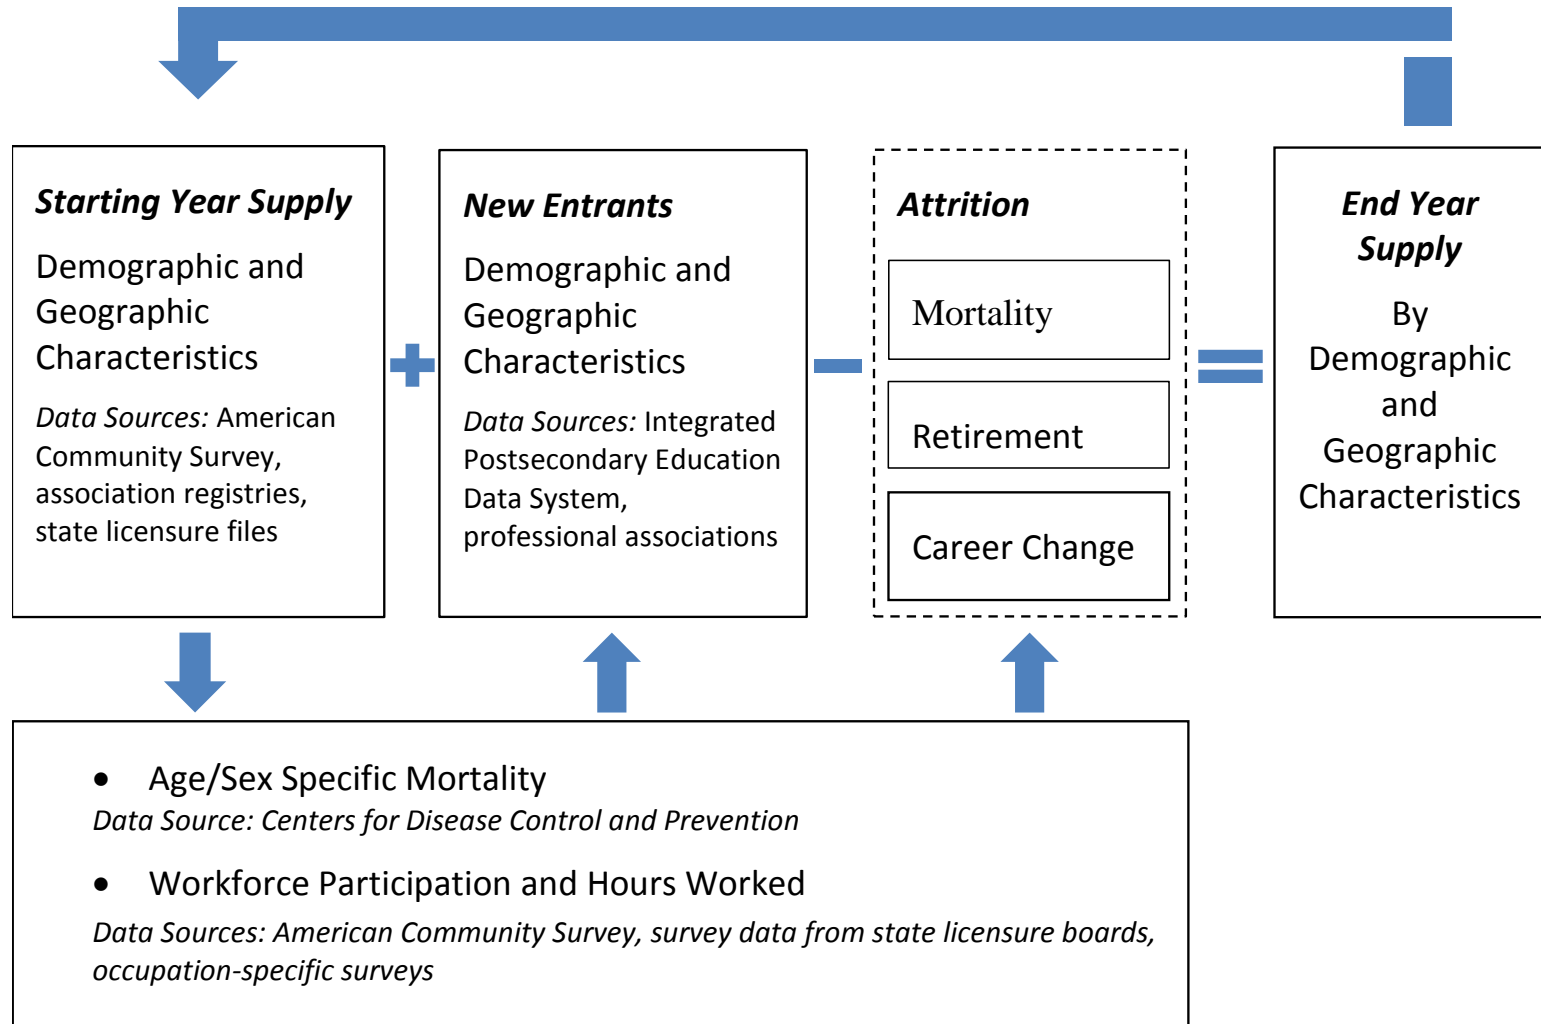 Starting Year Supply
Demographic and
Geographic
Characteristics
Data Sources: American
Community Survey,
association registries,
state licensure files
New Entrants
Demographic and
Geographic
Characteristics
Data Sources: Integrated
Postsecondary Education
Data System,
professional associations
Attrition
Mortality
Retirement
Career Change
End Year
Supply
By
Demographic
and
Geographic
Characteristics
• Age/Sex Specific Mortality
Data Source: Centers for Disease Control and Prevention
• Workforce Participation and Hours Worked
Data Sources: American Community Survey, survey data from state licensure boards,
occupation-specific surveys